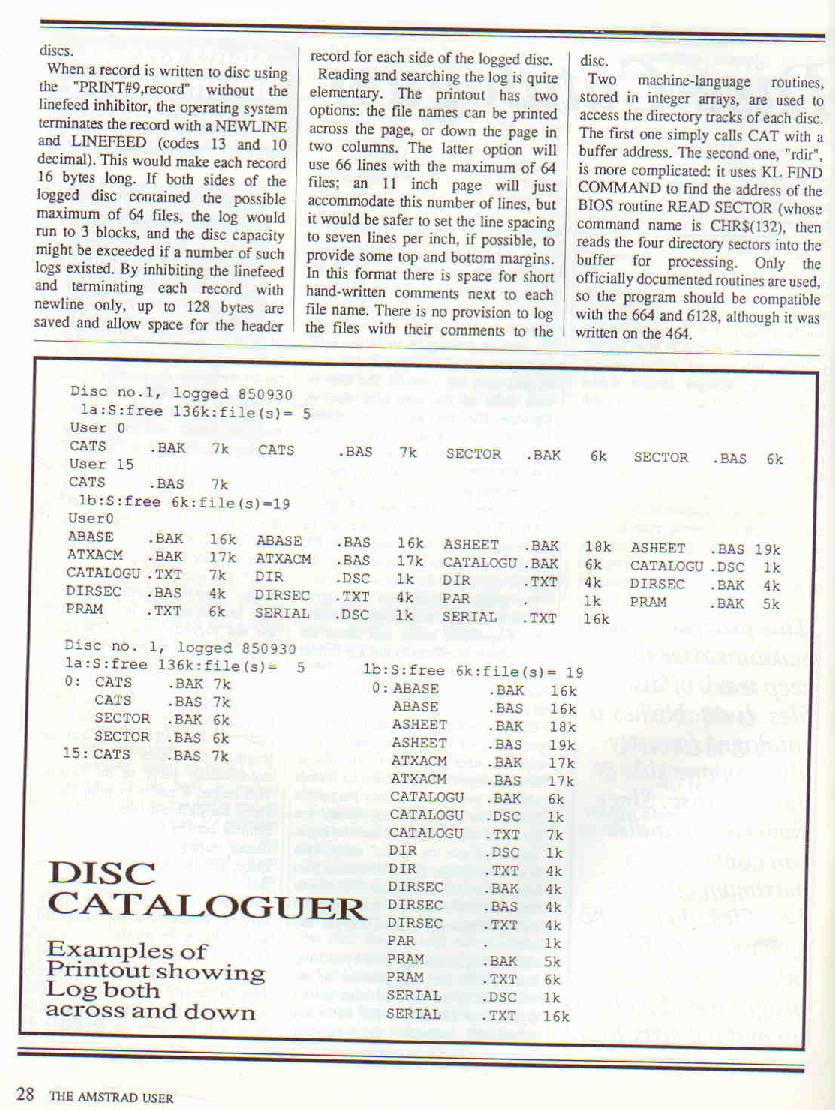 discs.
When a record is written to disc using
the "PRINT#9,record" without the
linefeed inhibitor, the operating system
terminates the record with a NEWLINE
and LINEFEED (codes 13 and 10
decimal). This would make each record
16 bytes long. If both sides of the
logged disc contained the possible
maximum of 64 files, the log would
run to 3 blocks, and the disc capacity
might be exceeded if a number of such
logs existed. By inhibiting the linefeed
and terminating each record with
newline only, up to 128 bytes are
saved and allow space for the header
record for each side of the logged disc.
Reading and searching the log is quite
elementary. The printout has two
options: the file names can be printed
across the page, or down the page in
two columns. The latter option will
use 66 lines with the maximum of 64
files; an 11 inch page will just
accommodate this number of lines, but
it would be safer to set the line spacing
to seven lines per inch, if possible, to
provide some top and bottom margins.
In this format there is space for short
hand-written comments next to each
file name. There is no provision to log
the files with their comments to the
disc.
Two machine-language routines,
stored in integer arrays, are used to
access the directory tracks of each disc.
The first one simply calls CAT with a
buffer address. The second one, "rdir",
is more complicated: it uses KL FIND
COMMAND to find the address of the
BIOS routine READ SECTOR (whose
command name is CHR$(132), then
reads the four directory sectors into the
buffer for processing. Only the
officially documented routines are used,
so the program should be compatible
with the 664 and 6128, although it was
written on the 464.
Disc no.1, logged 850930
1a:S:free 136k:file(s)= 5
User 0
CATS .BAK 7k CATS .BAS 7k SECTOR .BAK 6k SECTOR .BAS 6k
User 15
CATS .BAS 7k
1b:S:free 6k:file(s)=19
User0
ABASE .BAK 16k ABASE .BAS 16k ASHEET .BAK 18k ASHEET .BAS 19k
ATXACM .BAK 17k ATXACM .BAS 17k CATALOGU .BAK 6k CATALOGU .DSC 1k
CATALOGU .TXT 7k DIR .DSC 1k DIR .TXT 4k DIRSEC .BAK 4k
DIRSEC .BAS 4k DIRSEC .TXT 4k PAR . 1k PRAM .BAK 5k
PRAM .TXT 6k SERIAL .DSC 1k SERIAL .TXT 16k
Disc no. 1, logged 850930
1a:S:free 136k:file(s)= 5
0: CATS .BAK 7k
CATS .BAS 7k
SECTOR .BAK 6k
SECTOR .BAS 6k
15: CATS .BAS 7k
1b:S:free 6k:file(s)= 19
0: ABASE .BAK 16k
ABASE .BAS 16k
ASHEET .BAK 18k
ASHEET .BAS 19k
ATXACM .BAK 17k
ATXACM .BAS 17k
CATALOGU .BAK 6k
CATALOGU .DSC 1k
CATALOGU .TXT 7k
DIR .DSC 1k
DIR .TXT 4k
DIRSEC .BAK 4k
DIRSEC .BAS 4k
DIRSEC .TXT 4k
PAR . 1k
PRAM .BAK 5k
PRAM .TXT 6k
SERIAL .DSC 1k
SERIAL .TXT 16k
DISC
CATALOGUER
Examples of
Printout showing
Log both
across and down
28 THE AMSTRAD USER